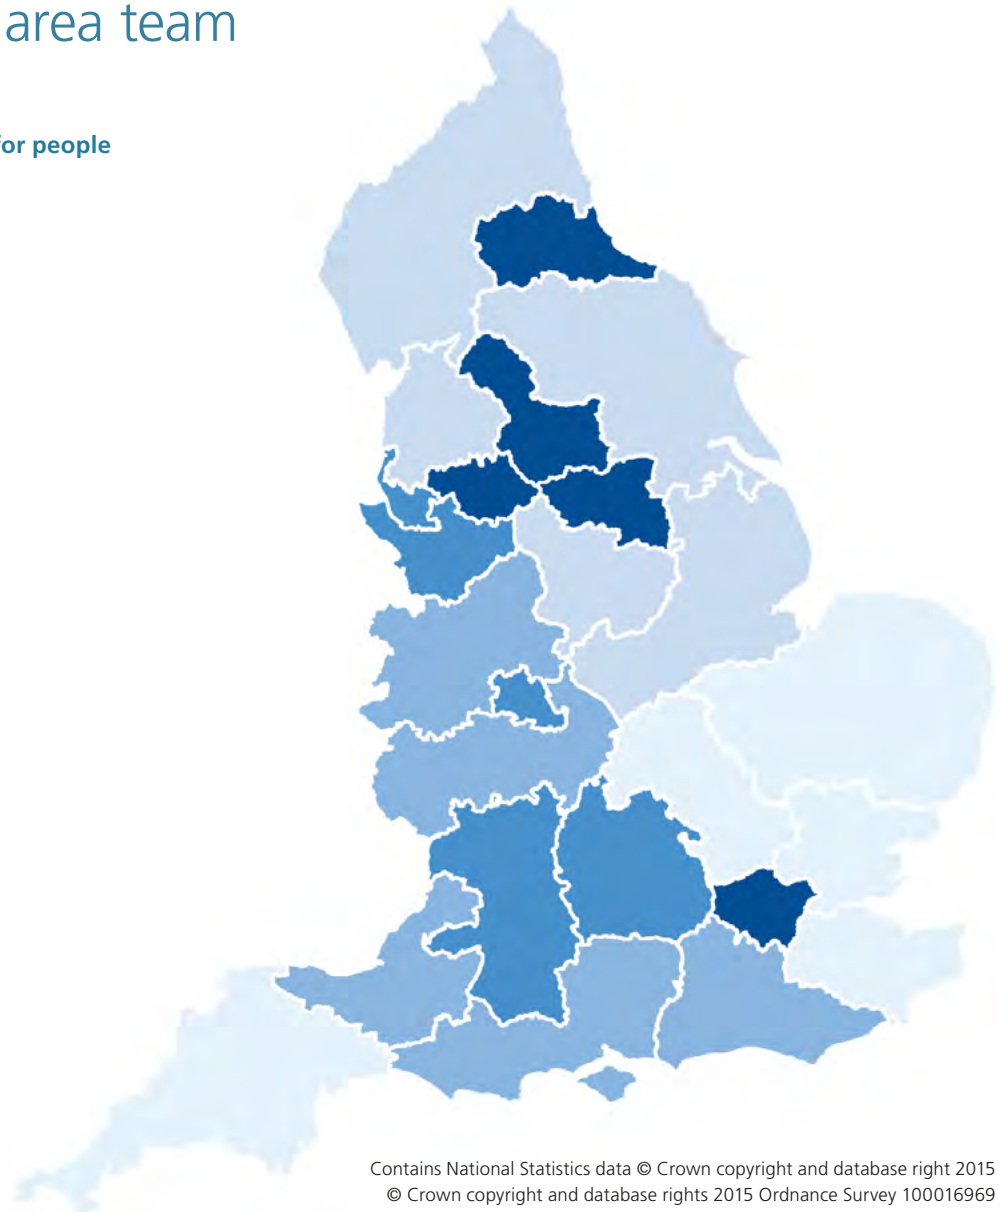 area team
for people
Contains National Statistics data © Crown copyright and database right 2015
© Crown copyright and database rights 2015 Ordnance Survey 100016969